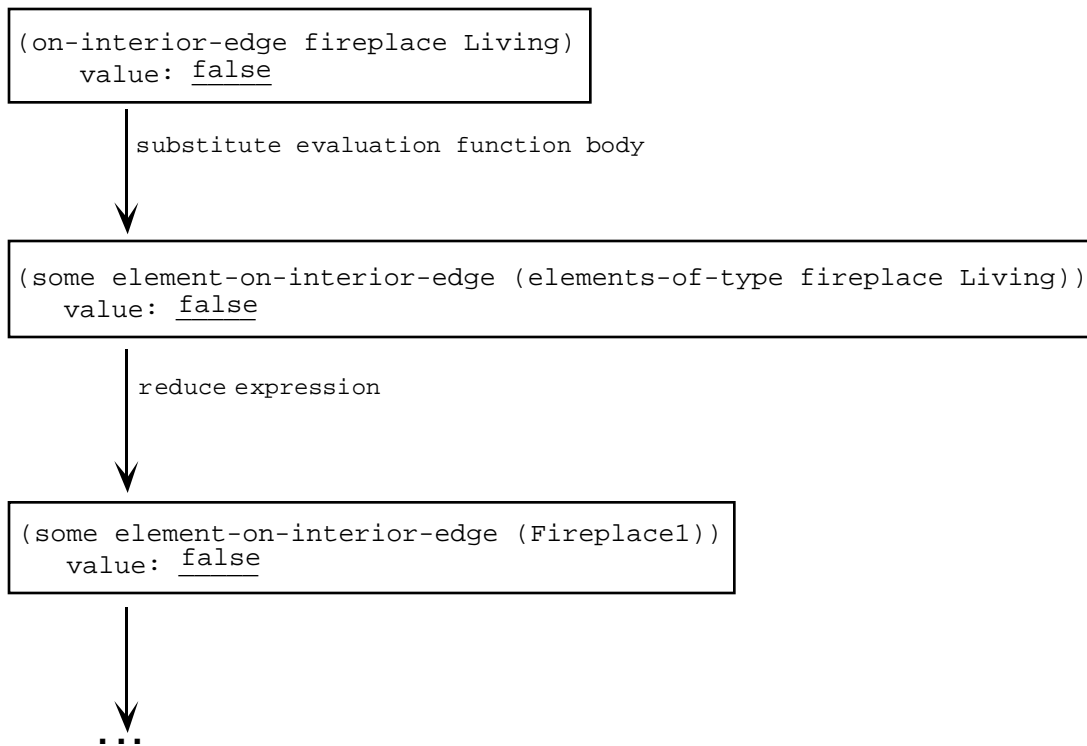 (on-interior-edge fireplace Living)
value: false
substitute evaluation function body
(some element-on-interior-edge (elements-of-type fireplace Living))
value: false
reduce expression
(some element-on-interior-edge (Fireplace1))
value: false
...